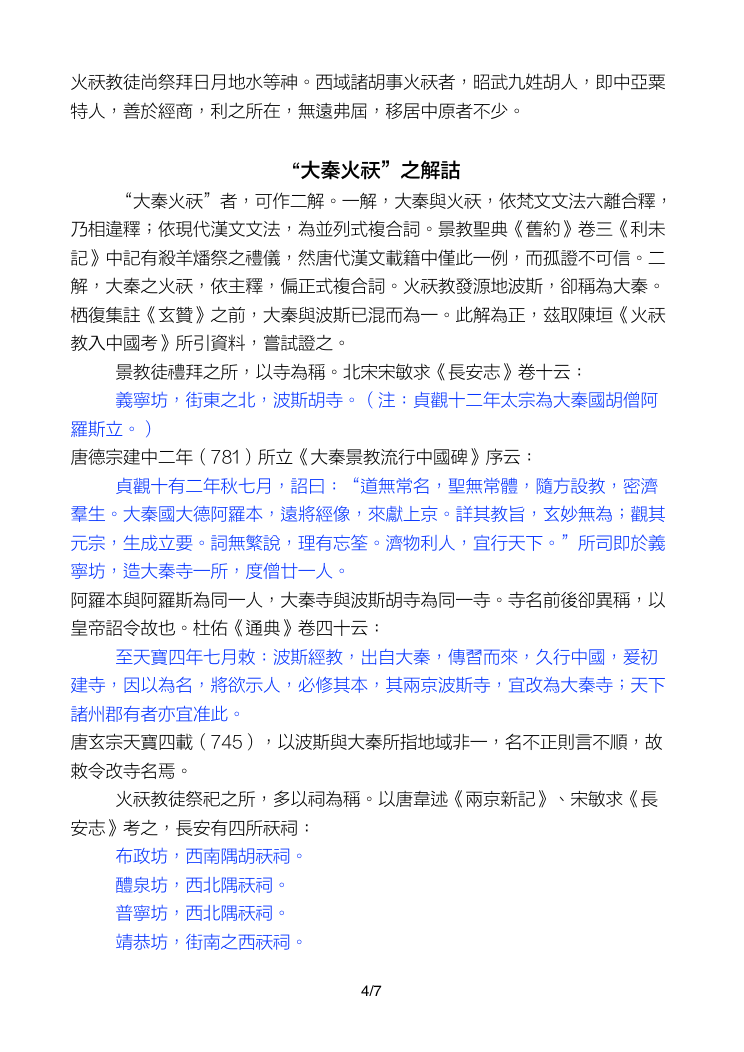 火祆教徒尚祭拜日月地水等神。西域諸胡事火祆者，昭武九姓胡人，即中亞粟
特人，善於經商，利之所在，無遠弗屆，移居中原者不少。
“大秦火祆”之解詁
“大秦火祆”者，可作二解。一解，大秦與火祆，依梵文文法六離合釋，
乃相違釋；依現代漢文文法，為並列式複合詞。景教聖典《舊約》卷三《利未
記》中記有殺羊燔祭之禮儀，然唐代漢文載籍中僅此一例，而孤證不可信。二
解，大秦之火祆，依主釋，偏正式複合詞。火祆教發源地波斯，卻稱為大秦。
栖復集註《玄贊》之前，大秦與波斯已混而為一。此解為正，茲取陳垣《火祆
教入中國考》所引資料，嘗試證之。
景教徒禮拜之所，以寺為稱。北宋宋敏求《長安志》卷十云：
義寧坊，街東之北，波斯胡寺。（注：貞觀十二年太宗為大秦國胡僧阿
羅斯立。）
唐德宗建中二年（781）所立《大秦景教流行中國碑》序云：
貞觀十有二年秋七月，詔曰：“道無常名，聖無常體，隨方設教，密濟
羣生。大秦國大德阿羅本，遠將經像，來獻上京。詳其教旨，玄妙無為；觀其
元宗，生成立要。詞無繁說，理有忘筌。濟物利人，宜行天下。”所司即於義
寧坊，造大秦寺一所，度僧廿一人。
阿羅本與阿羅斯為同一人，大秦寺與波斯胡寺為同一寺。寺名前後卻異稱，以
皇帝詔令故也。杜佑《通典》卷四十云：
至天寶四年七月敕：波斯經教，出自大秦，傳習而來，久行中國，爰初
建寺，因以為名，將欲示人，必修其本，其兩京波斯寺，宜改為大秦寺；天下
諸州郡有者亦宜准此。
唐玄宗天寶四載（745），以波斯與大秦所指地域非一，名不正則言不順，故
敕令改寺名焉。
火祆教徒祭祀之所，多以祠為稱。以唐韋述《兩京新記》、宋敏求《長
安志》考之，長安有四所祆祠：
布政坊，西南隅胡祆祠。
醴泉坊，西北隅祆祠。
普寧坊，西北隅祆祠。
靖恭坊，街南之西祆祠。
4/7